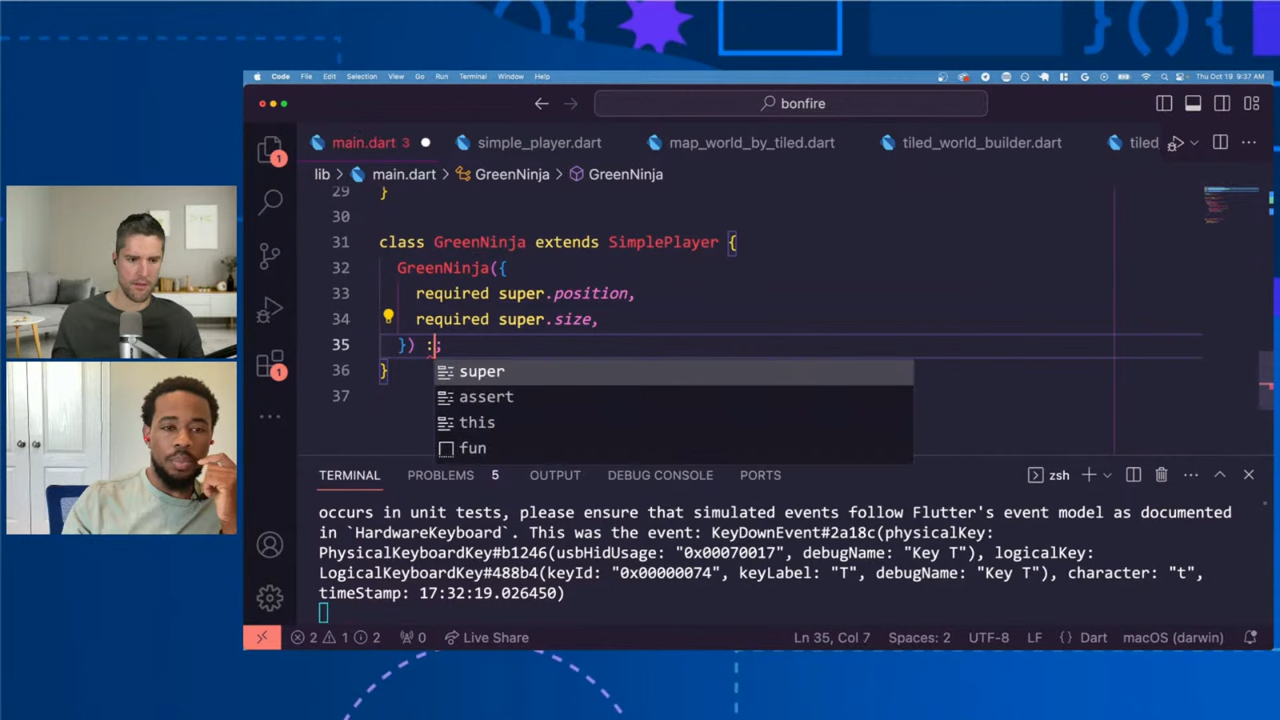 Code File Edit Selection View Go Run Terminal Window Help Thu Oct 19 9:37 AM
bonfire
main.dart 3 simple_player.dart map_world_by_tiled.dart tiled_world_builder.dart tiled
lib > main.dart > GreenNinja > GreenNinja
29 }
30
31 class GreenNinja extends SimplePlayer {
32 GreenNinja({
33 required super.position,
34 required super.size,
35 }) :;
36 }
37
super
assert
this
fun
1
1
TERMINAL PROBLEMS 5 OUTPUT DEBUG CONSOLE PORTS zsh
occurs in unit tests, please ensure that simulated events follow Flutter's event model as documented
in `HardwareKeyboard`. This was the event: KeyDownEvent#2a18c(physicalKey:
PhysicalKeyboardKey#b1246(usbHidUsage: "0x00070017", debugName: "Key T"), logicalKey:
LogicalKeyboardKey#488b4(keyId: "0x00000074", keyLabel: "T", debugName: "Key T"), character: "t",
timeStamp: 17:32:19.026450)
2 1 2 0 Live Share Ln 35, Col 7 Spaces: 2 UTF-8 LF {} Dart macOS (darwin)